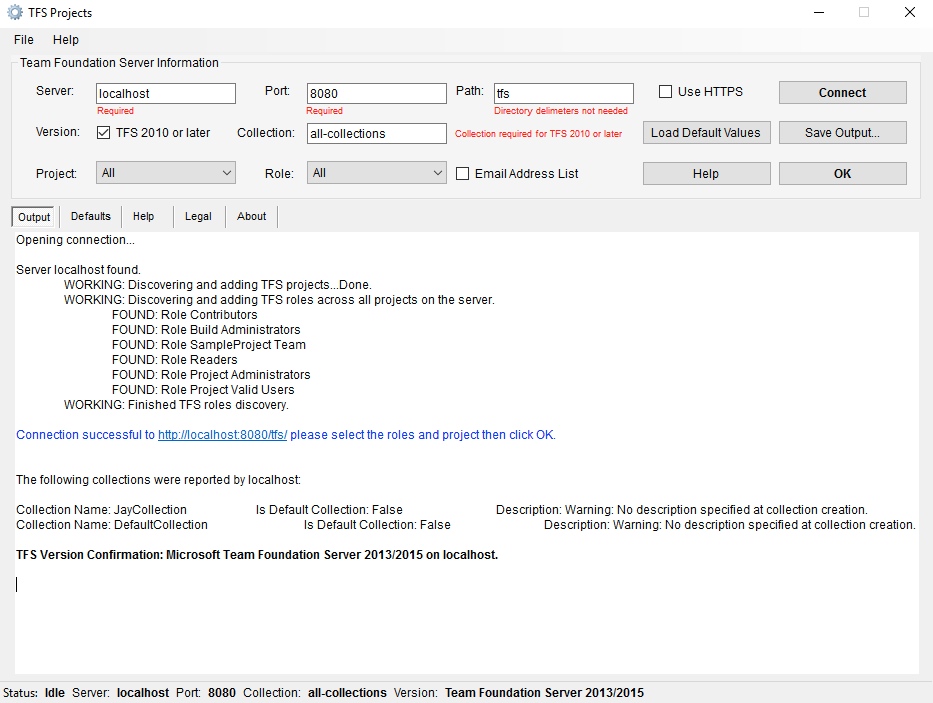 TFS Projects
File Help
Team Foundation Server Information
Server: localhost Port: 8080 Path: tfs Use HTTPS Connect
Required Required Directory delimeters not needed
Version: TFS 2010 or later Collection: all-collections Collection required for TFS 2010 or later Load Default Values Save Output...
Project: All Role: All Email Address List Help OK
Output Defaults Help Legal About
Opening connection...
Server localhost found.
WORKING: Discovering and adding TFS projects...Done.
WORKING: Discovering and adding TFS roles across all projects on the server.
FOUND: Role Contributors
FOUND: Role Build Administrators
FOUND: Role SampleProject Team
FOUND: Role Readers
FOUND: Role Project Administrators
FOUND: Role Project Valid Users
WORKING: Finished TFS roles discovery.
Connection successful to http://localhost:8080/tfs/ please select the roles and project then click OK.
The following collections were reported by localhost:
Collection Name: JayCollection Is Default Collection: False Description: Warning: No description specified at collection creation.
Collection Name: DefaultCollection Is Default Collection: False Description: Warning: No description specified at collection creation.
TFS Version Confirmation: Microsoft Team Foundation Server 2013/2015 on localhost.
Status: Idle Server: localhost Port: 8080 Collection: all-collections Version: Team Foundation Server 2013/2015